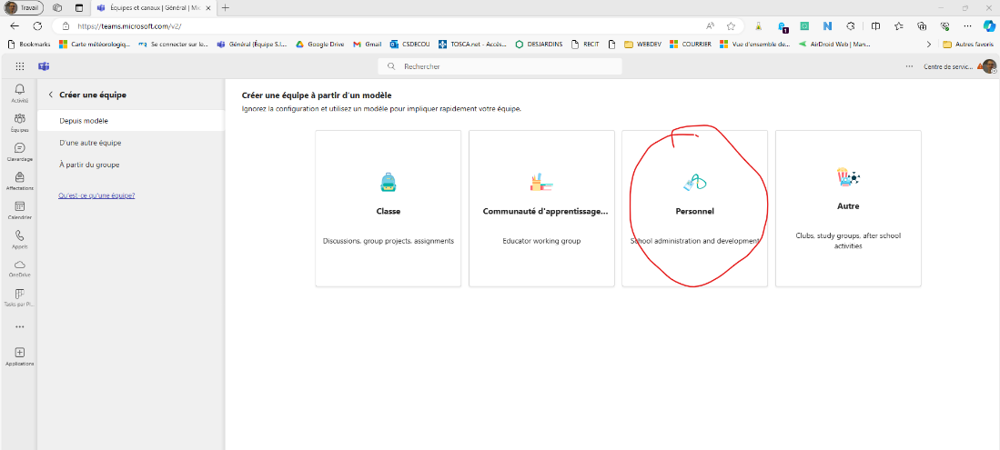 Travail
Équipes et canaux | Général | Mic
https://teams.microsoft.com/v2/
Bookmarks
Carte météorologiq...
Se connecter sur le...
Général (Équipe S.I....
Google Drive
Gmail
CSDECOU
TOSCA.net - Accès...
DESJARDINS
RECIT
WEBDEV
COURRIER
Vue d'ensemble de...
AirDroid Web | Man...
Autres favoris
Rechercher
Centre de servic...
Activité
Équipes
Clavardage
Affectations
Calendrier
Appels
OneDrive
Tasks par Pl...
Applications
Créer une équipe
Depuis modèle
D'une autre équipe
À partir du groupe
Qu'est-ce qu'une équipe?
Créer une équipe à partir d'un modèle
Ignorez la configuration et utilisez un modèle pour impliquer rapidement votre équipe.
Classe
Discussions, group projects, assignments
Communauté d'apprentissage...
Educator working group
Personnel
School administration and development
Autre
Clubs, study groups, after school
activities